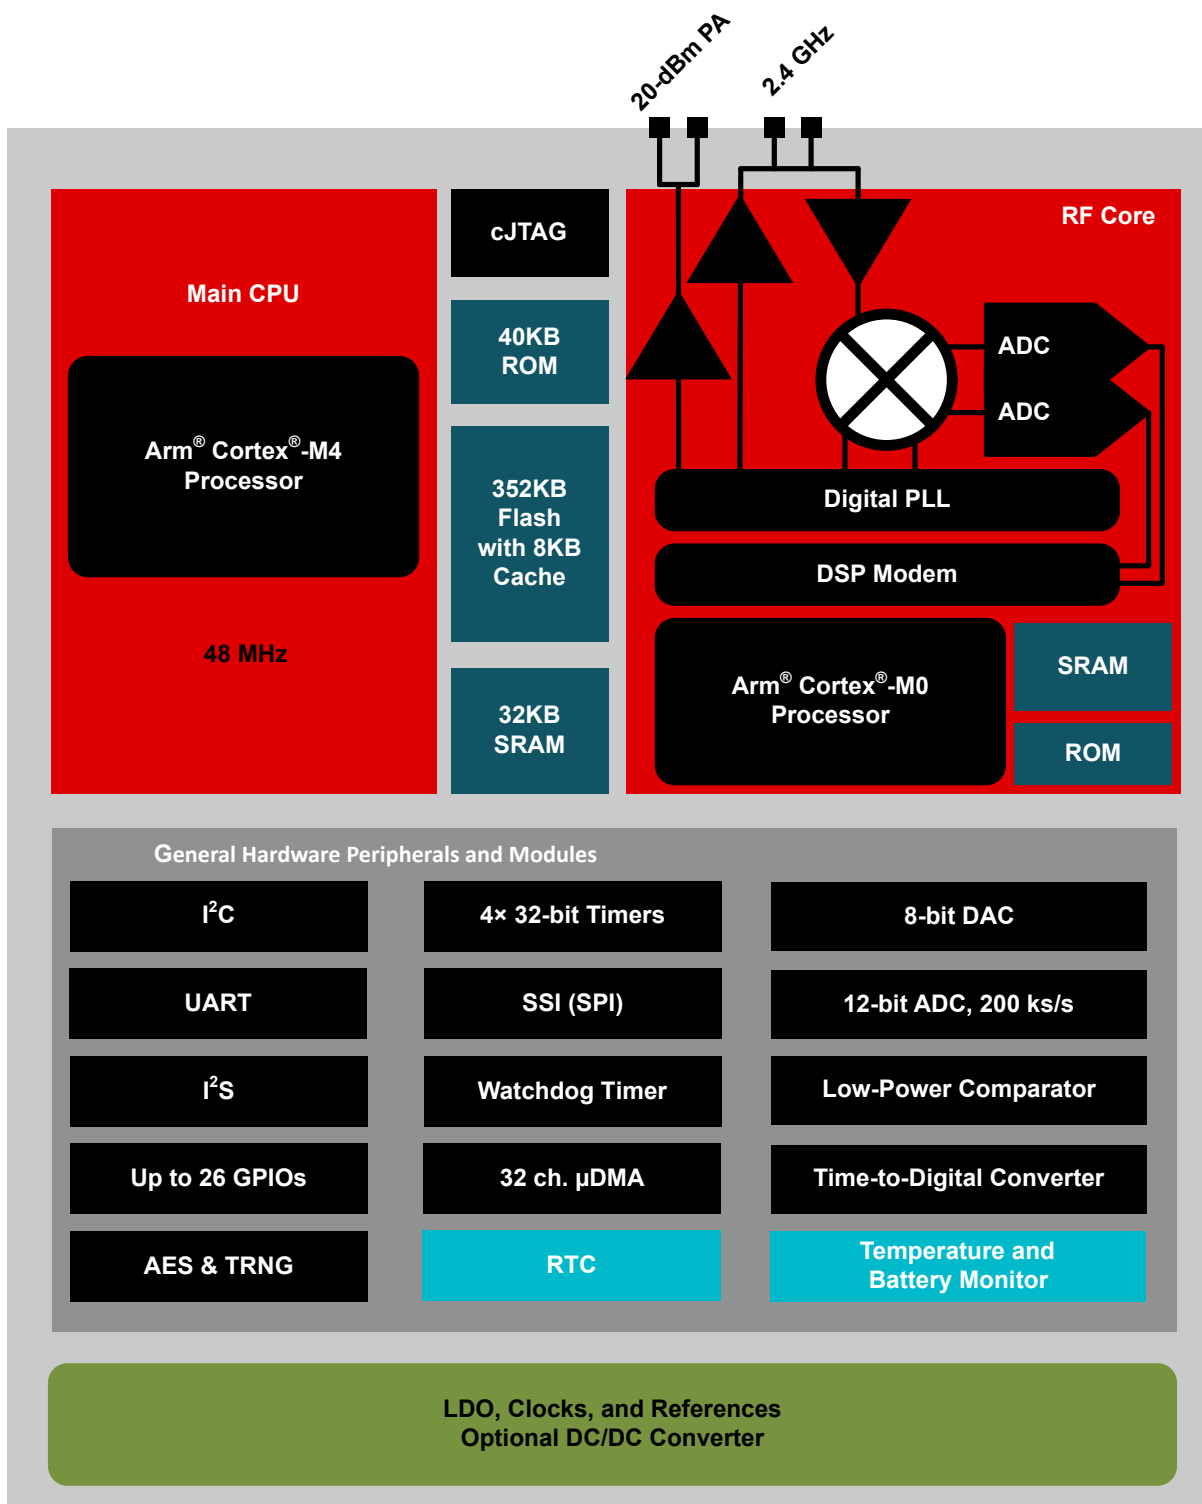 20-dBm PA
2.4 GHz
Main CPU
Arm® Cortex®-M4
Processor
48 MHz
cJTAG
40KB
ROM
352KB
Flash
with 8KB
Cache
32KB
SRAM
RF Core
ADC
ADC
Digital PLL
DSP Modem
Arm® Cortex®-M0
Processor
SRAM
ROM
General Hardware Peripherals and Modules
I²C
4× 32-bit Timers
8-bit DAC
UART
SSI (SPI)
12-bit ADC, 200 ks/s
I²S
Watchdog Timer
Low-Power Comparator
Up to 26 GPIOs
32 ch. µDMA
Time-to-Digital Converter
AES & TRNG
RTC
Temperature and
Battery Monitor
LDO, Clocks, and References
Optional DC/DC Converter